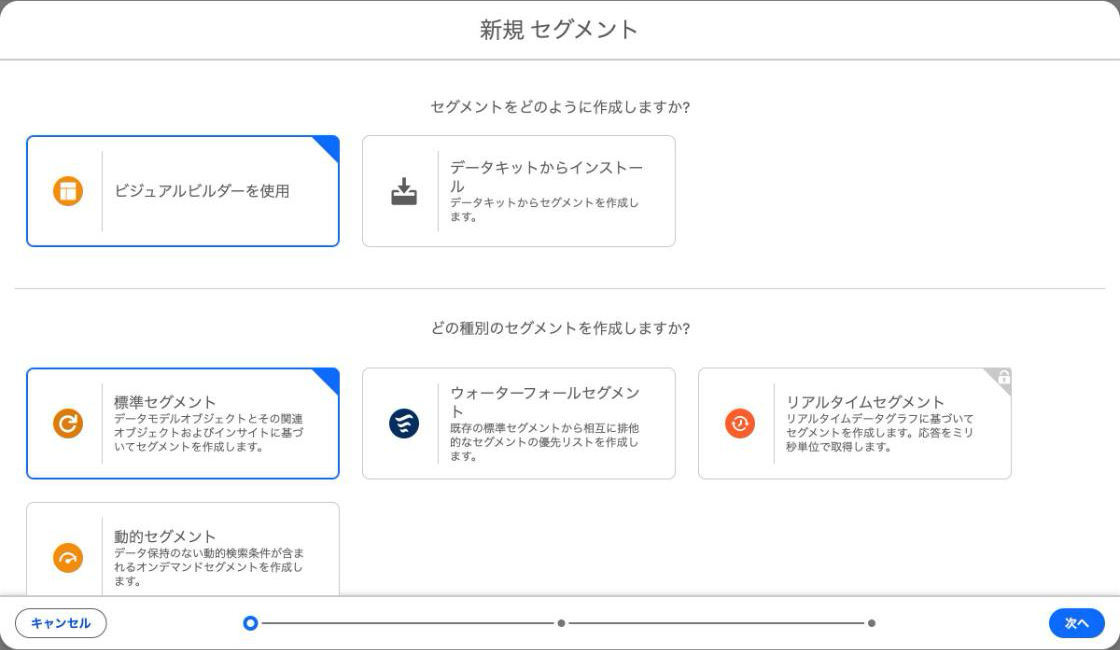 新規 セグメント
セグメントをどのように作成しますか?
ビジュアルビルダーを使用
データキットからインストー
ル
データキットからセグメントを作成し
ます。
どの種別のセグメントを作成しますか?
標準セグメント
データモデルオブジェクトとその関連
オブジェクトおよびインサイトに基づ
いてセグメントを作成します。
ウォーターフォールセグメン
ト
既存の標準セグメントから相互に排他
的なセグメントの優先リストを作成し
ます。
リアルタイムセグメント
リアルタイムデータグラフに基づいて
セグメントを作成します。応答をミリ
秒単位で取得します。
動的セグメント
データ保持のない動的検索条件が含ま
れるオンデマンドセグメントを作成し
ます。
キャンセル
次へ